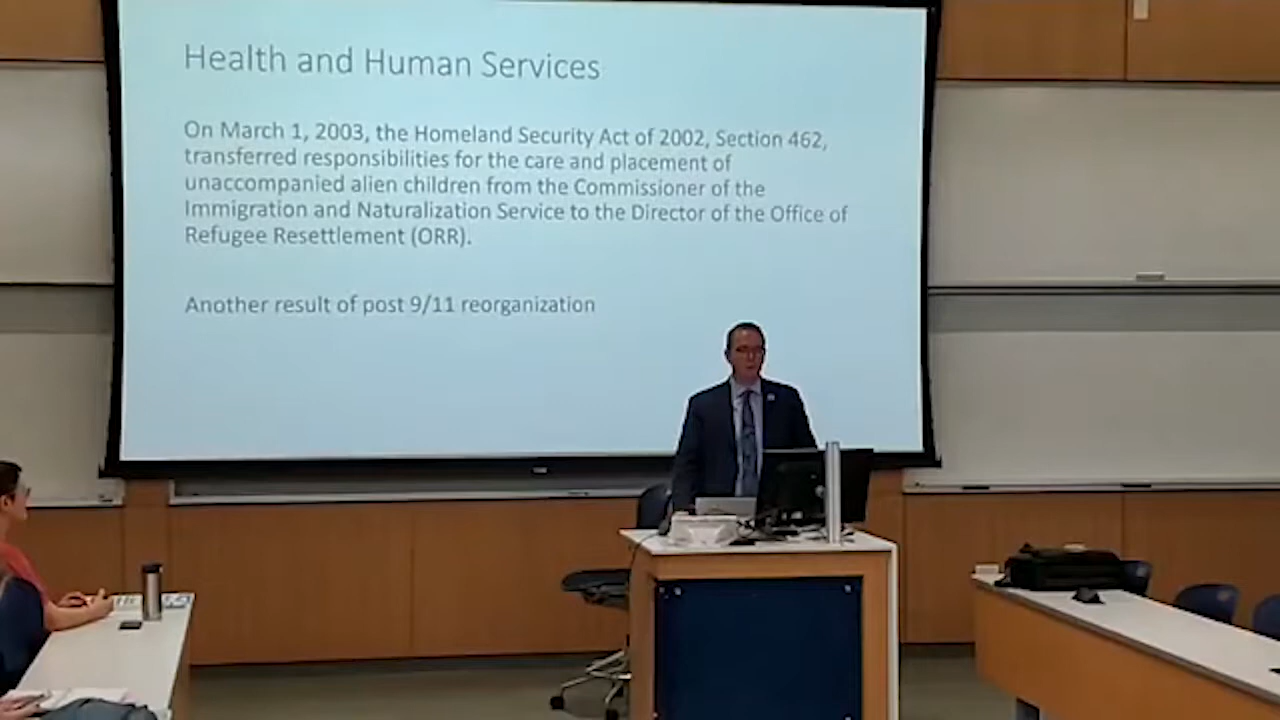 Health and Human Services
On March 1, 2003, the Homeland Security Act of 2002, Section 462,
transferred responsibilities for the care and placement of
unaccompanied alien children from the Commissioner of the
Immigration and Naturalization Service to the Director of the Office of
Refugee Resettlement (ORR).
Another result of post 9/11 reorganization